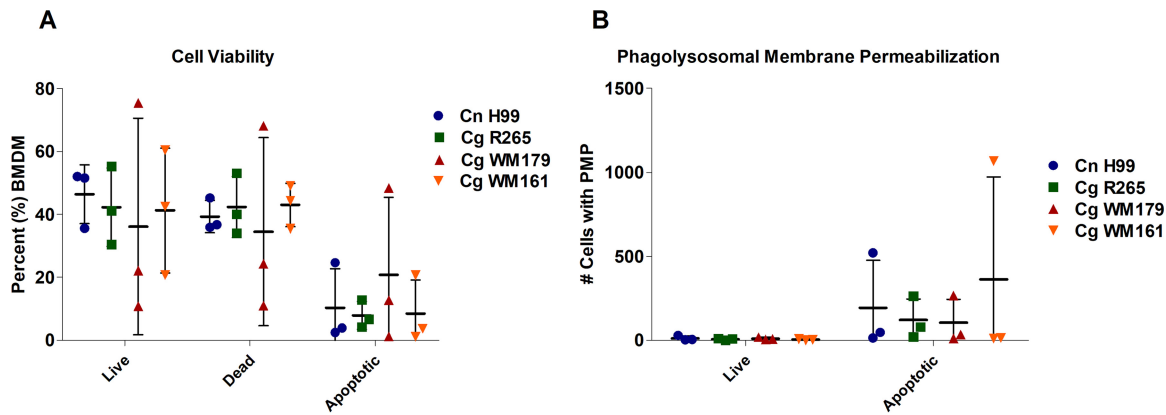 A
Cell Viability
Percent (%) BMDM
80
60
40
20
0
Live
Dead
Apoptotic
Cn H99
Cg R265
Cg WM179
Cg WM161
B
Phagolysosomal Membrane Permeabilization
# Cells with PMP
1500
1000
500
0
Live
Apoptotic
Cn H99
Cg R265
Cg WM179
Cg WM161